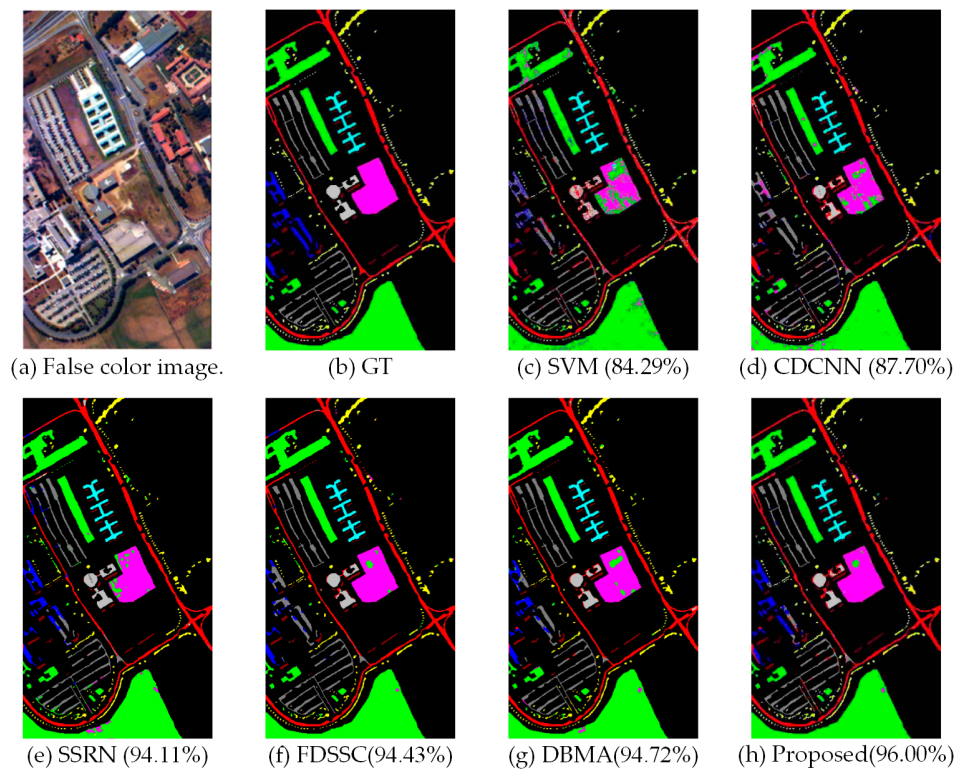 (a) False color image.
(b) GT
(c) SVM (84.29%)
(d) CDCNN (87.70%)
(e) SSRN (94.11%)
(f) FDSSC(94.43%)
(g) DBMA(94.72%)
(h) Proposed(96.00%)